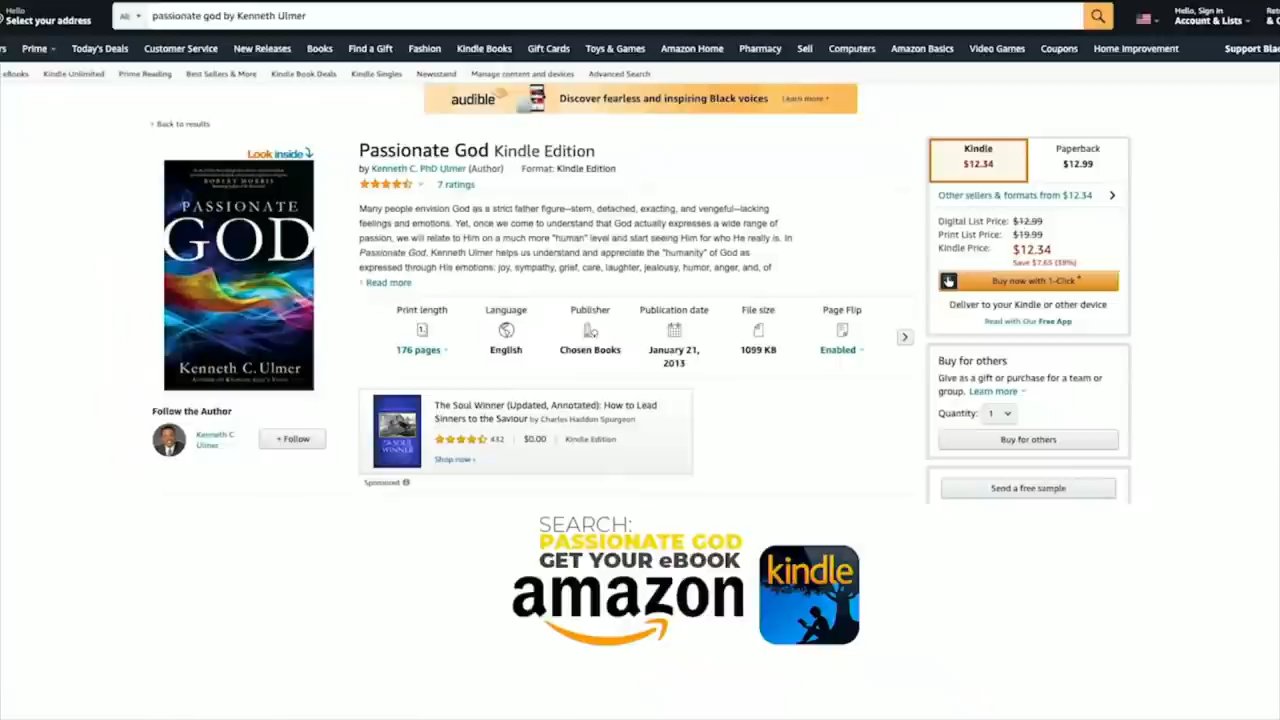 Hello
Select your address
All
passionate god by Kenneth Ulmer
Hello, Sign in
Account & Lists
Prime
Today's Deals
Customer Service
New Releases
Books
Find a Gift
Fashion
Kindle Books
Gift Cards
Toys & Games
Amazon Home
Pharmacy
Sell
Computers
Amazon Basics
Video Games
Coupons
Home Improvement
Support Blac
eBooks
Kindle Unlimited
Prime Reading
Best Sellers & More
Kindle Book Deals
Kindle Singles
Newsstand
Manage content and devices
Advanced Search
audible
Discover fearless and inspiring Black voices
Learn more
‹ Back to results
Look inside
ROBERT MORRIS
PASSIONATE
GOD
Kenneth C. Ulmer
Follow the Author
Kenneth C.
Ulmer
+ Follow
Passionate God Kindle Edition
by Kenneth C. PhD Ulmer (Author) Format: Kindle Edition
7 ratings
Many people envision God as a strict father figure—stern, detached, exacting, and vengeful—lacking
feelings and emotions. Yet, once we come to understand that God actually expresses a wide range of
passion, we will relate to Him on a much more "human" level and start seeing Him for who He really is. In
Passionate God, Kenneth Ulmer helps us understand and appreciate the "humanity" of God as
expressed through His emotions: joy, sympathy, grief, care, laughter, jealousy, humor, anger, and, of
Read more
Print length
176 pages
Language
English
Publisher
Chosen Books
Publication date
January 21,
2013
File size
1099 KB
Page Flip
Enabled
The Soul Winner (Updated, Annotated): How to Lead
Sinners to the Saviour by Charles Haddon Spurgeon
432 | $0.00 | Kindle Edition
Shop now ›
Sponsored
Kindle
$12.34
Paperback
$12.99
Other sellers & formats from $12.34
Digital List Price: $12.99
Print List Price: $19.99
Kindle Price: $12.34
Save $7.65 (38%)
Buy now with 1-Click
Deliver to your Kindle or other device
Read with Our Free App
Buy for others
Give as a gift or purchase for a team or
group. Learn more
Quantity: 1
Buy for others
Send a free sample
SEARCH:
PASSIONATE GOD
GET YOUR eBOOK
amazon
kindle